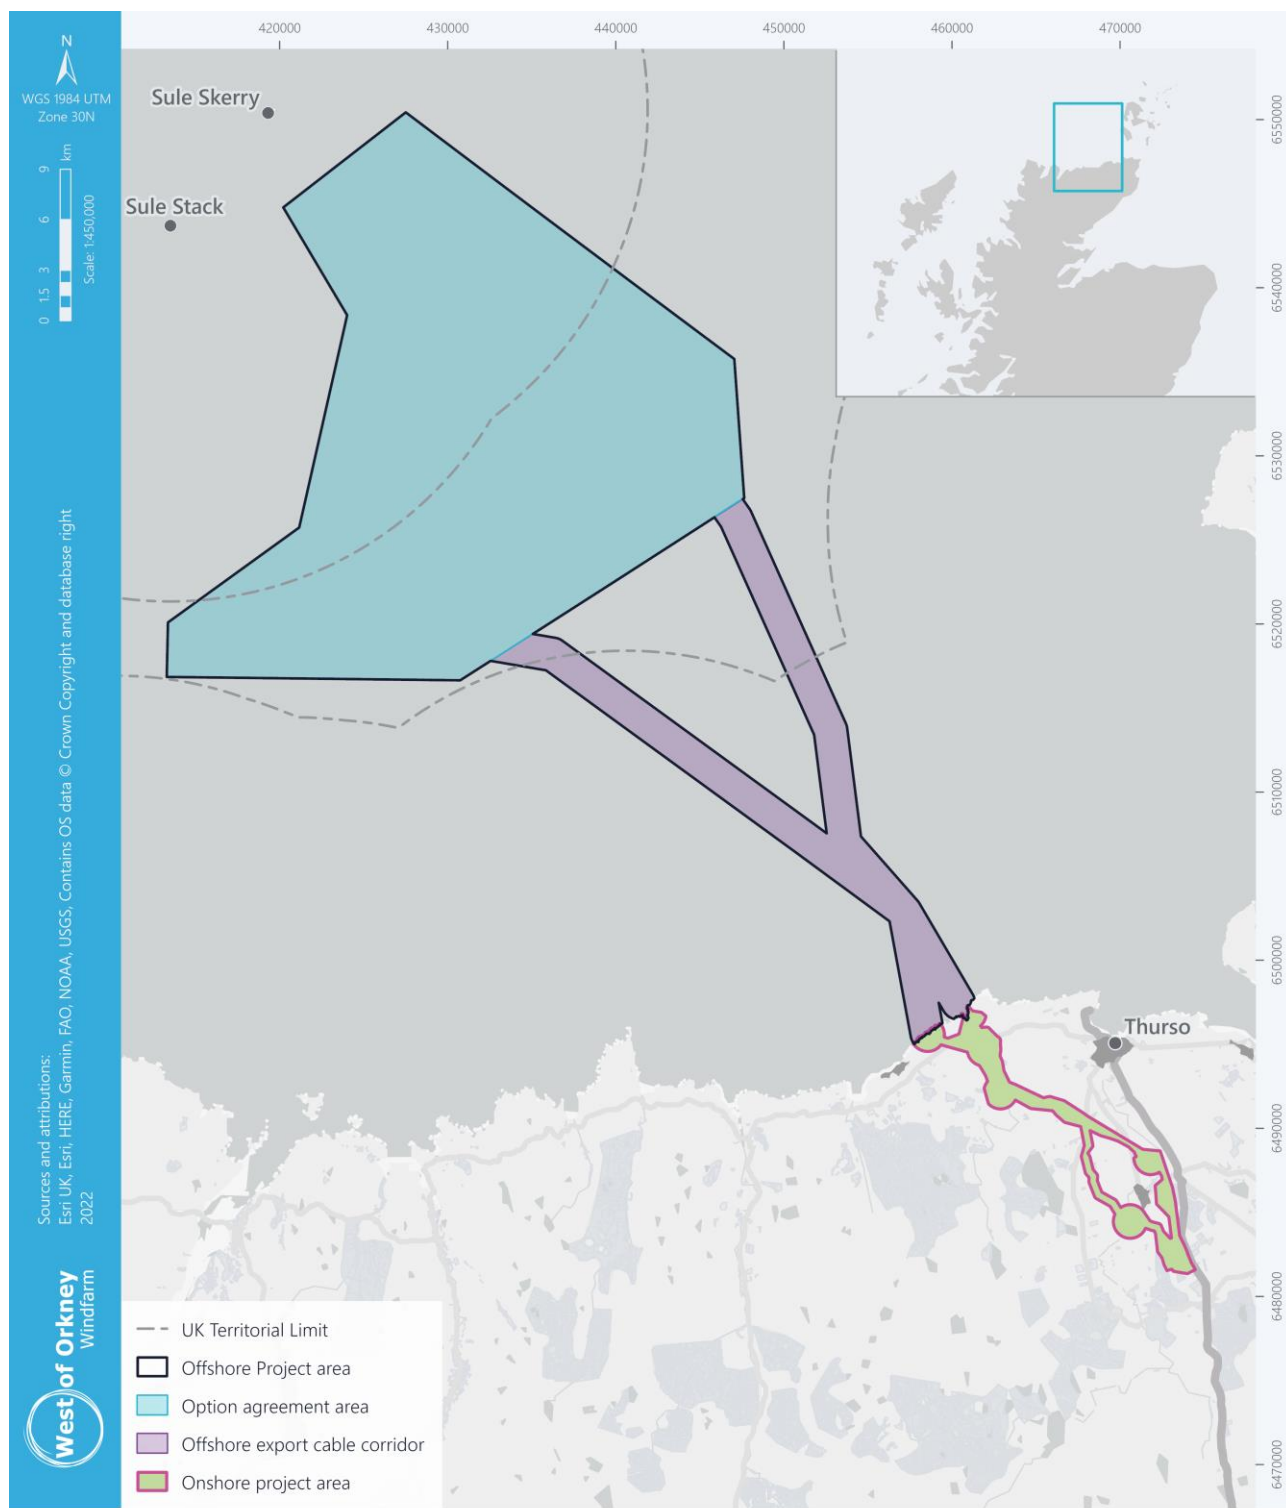 420000
430000
440000
450000
460000
470000
N
WGS 1984 UTM
Zone 30N
km
9
6
3
1.5
0
Scale: 1:450,000
Sule Skerry
Sule Stack
Thurso
6550000
6540000
6530000
6520000
6510000
6500000
6490000
6480000
6470000
Sources and attributions:
Esri UK, Esri, HERE, Garmin, FAO, NOAA, USGS, Contains OS data © Crown Copyright and database right
2022
West of Orkney
Windfarm
UK Territorial Limit
Offshore Project area
Option agreement area
Offshore export cable corridor
Onshore project area